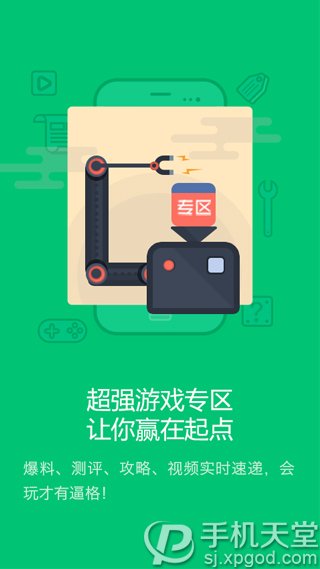 专区
超强游戏专区
让你赢在起点
爆料、测评、攻略、视频实时速递，会
玩才有逼格!
手机天堂
sj.xpgod.com